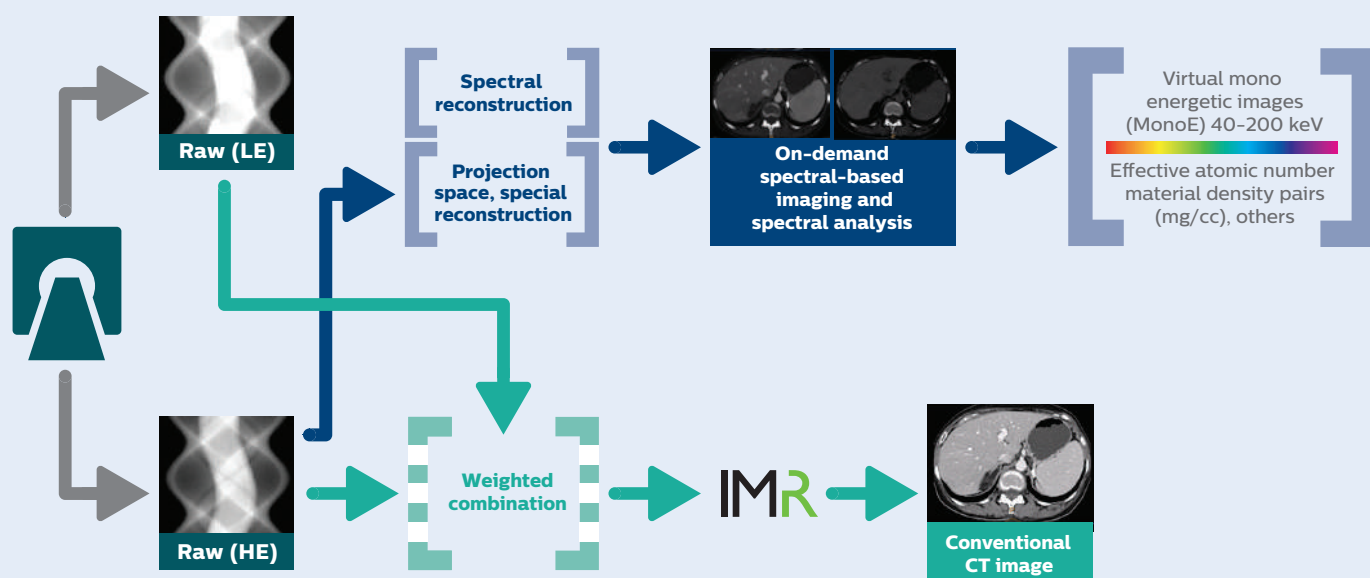 Raw (LE)
Spectral
reconstruction
Projection
space, special
reconstruction
On-demand
spectral-based
imaging and
spectral analysis
Virtual mono
energetic images
(MonoE) 40-200 keV
Effective atomic number
material density pairs
(mg/cc), others
Raw (HE)
Weighted
combination
IMR
Conventional
CT image